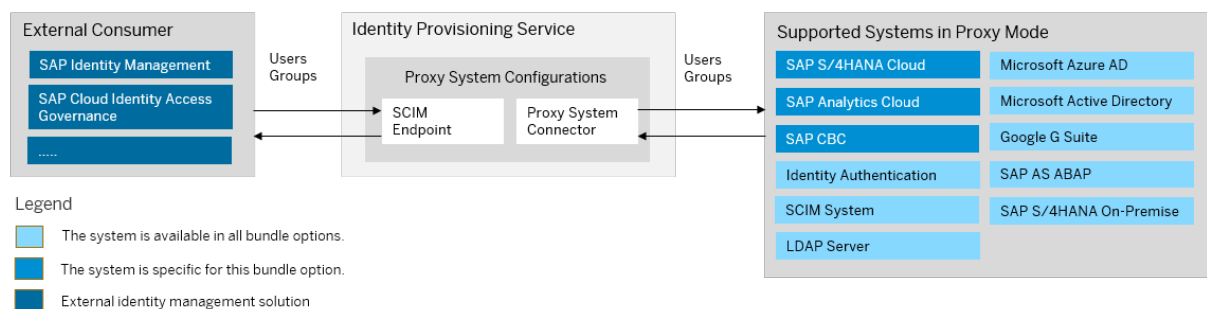 External Consumer
SAP Identity Management
SAP Cloud Identity Access
Governance
.....
Users
Groups
Identity Provisioning Service
Proxy System Configurations
SCIM
Endpoint
Proxy System
Connector
Users
Groups
Supported Systems in Proxy Mode
SAP S/4HANA Cloud
SAP Analytics Cloud
SAP CBC
Identity Authentication
SCIM System
LDAP Server
Microsoft Azure AD
Microsoft Active Directory
Google G Suite
SAP AS ABAP
SAP S/4HANA On-Premise
Legend
The system is available in all bundle options.
The system is specific for this bundle option.
External identity management solution